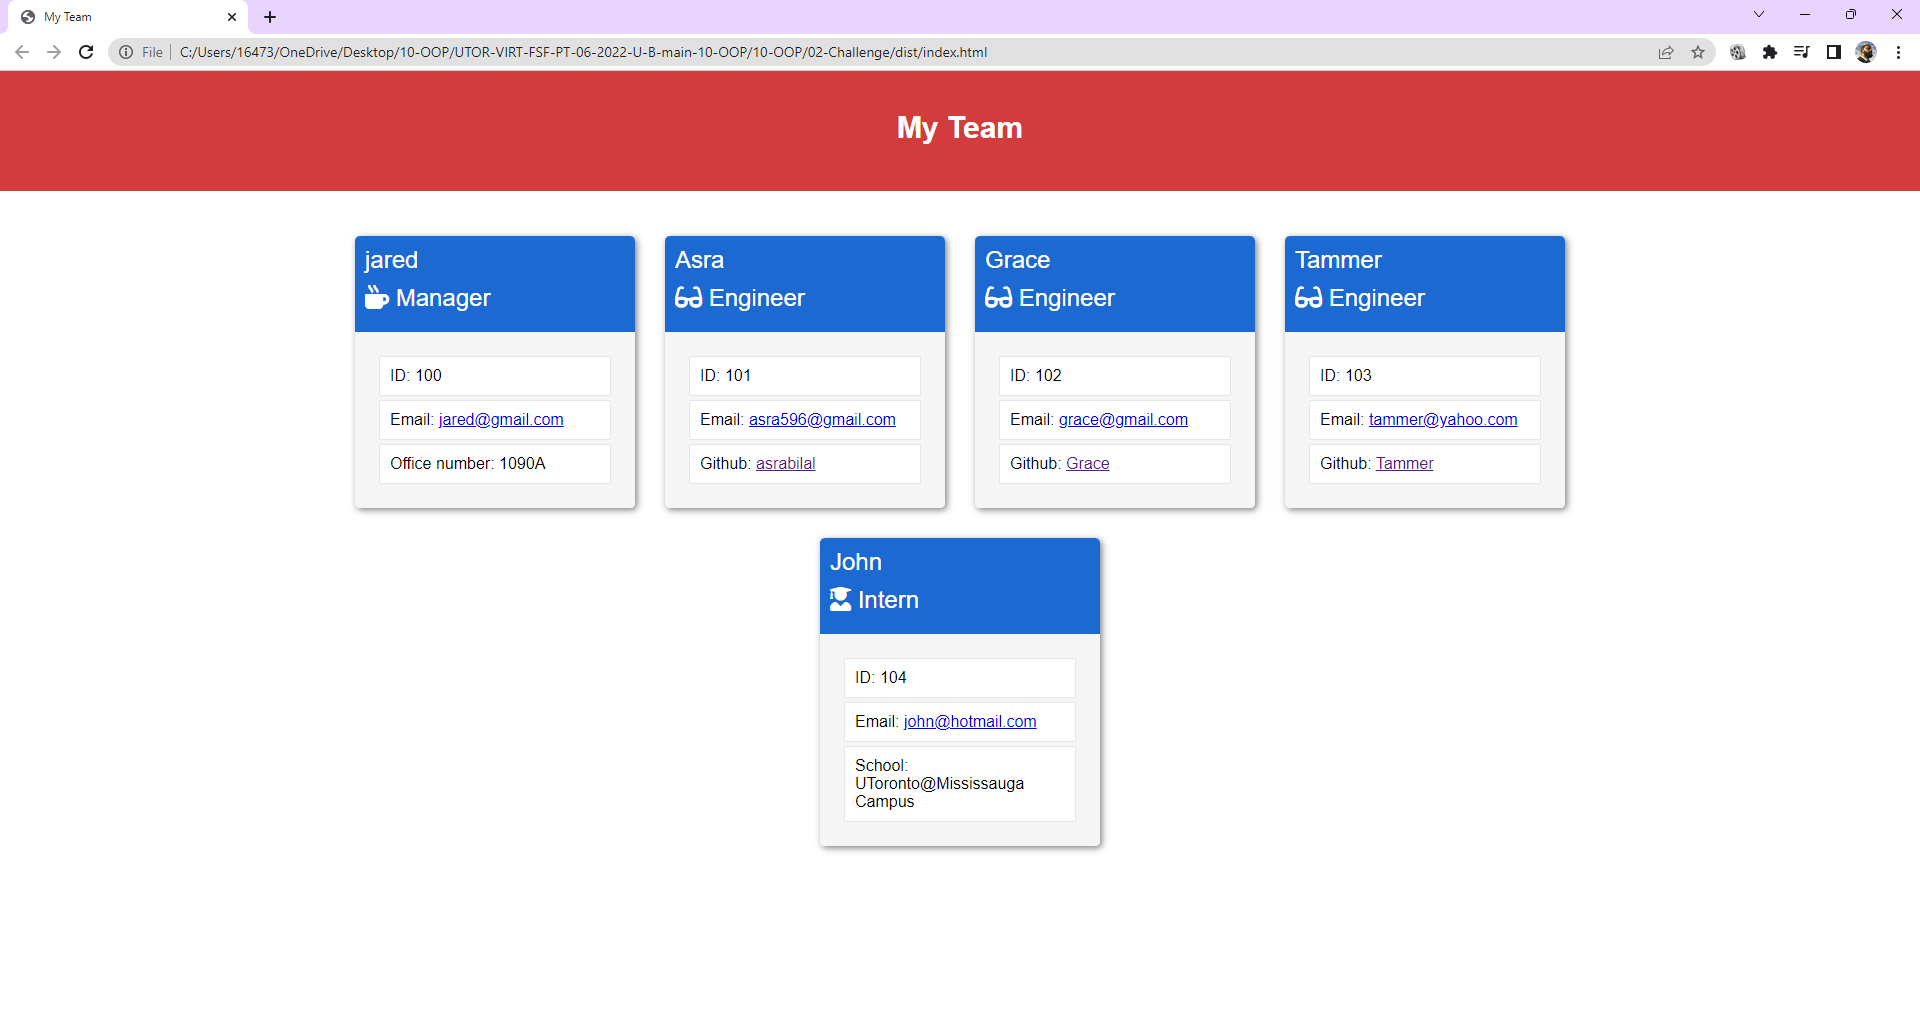 My Team
File
C:/Users/16473/OneDrive/Desktop/10-OOP/UTOR-VIRT-FSF-PT-06-2022-U-B-main-10-OOP/10-OOP/02-Challenge/dist/index.html
My Team
jared
Manager
ID: 100
Email: jared@gmail.com
Office number: 1090A
Asra
Engineer
ID: 101
Email: asra596@gmail.com
Github: asrabilal
Grace
Engineer
ID: 102
Email: grace@gmail.com
Github: Grace
Tammer
Engineer
ID: 103
Email: tammer@yahoo.com
Github: Tammer
John
Intern
ID: 104
Email: john@hotmail.com
School:
UToronto@Mississauga
Campus